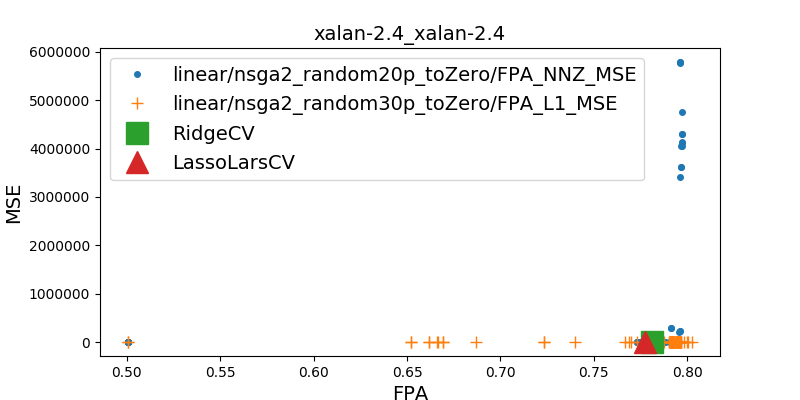 xalan-2.4_xalan-2.4
6000000
5000000
4000000
3000000
2000000
1000000
0
MSE
linear/nsga2_random20p_toZero/FPA_NNZ_MSE
linear/nsga2_random30p_toZero/FPA_L1_MSE
RidgeCV
LassoLarsCV
0.50 0.55 0.60 0.65 0.70 0.75 0.80
FPA